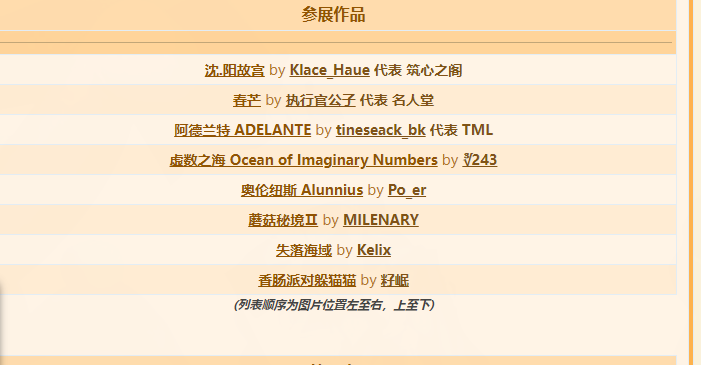 参展作品
沈.阳故宫 by Klace_Haue 代表 筑心之阁
春芒 by 执行官公子 代表 名人堂
阿德兰特 ADELANTE by tineseack_bk 代表 TML
虚数之海 Ocean of Imaginary Numbers by ∛243
奥伦纽斯 Alunnius by Po_er
蘑菇秘境Ⅱ by MILENARY
失落海域 by Kelix
香肠派对躲猫猫 by 籽岷
(列表顺序为图片位置左至右，上至下)